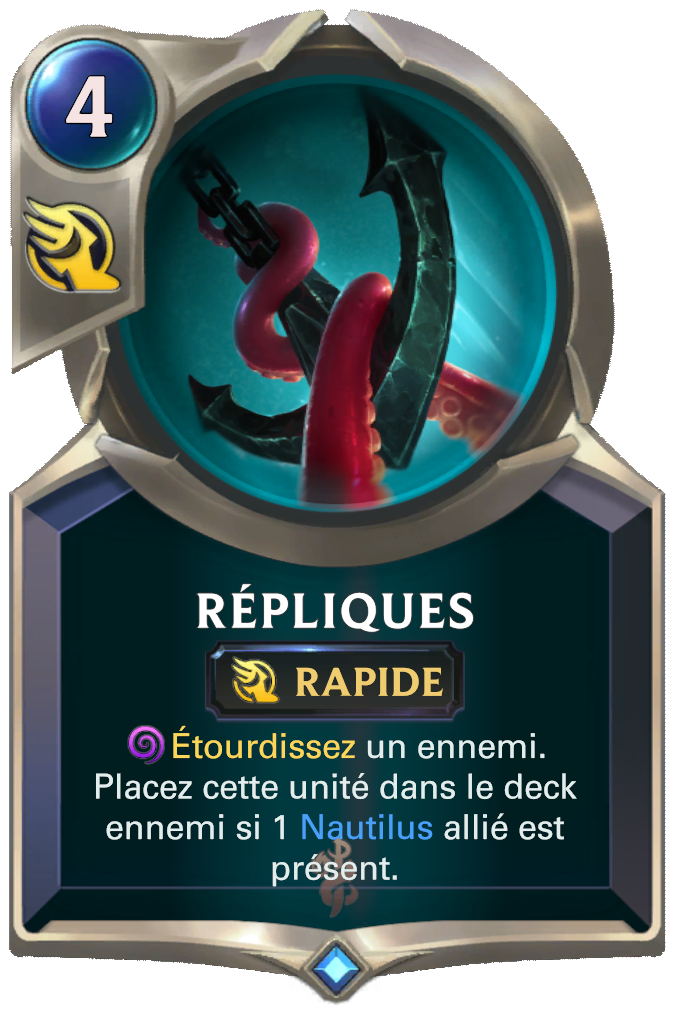 4
RÉPLIQUES
RAPIDE
Étourdissez un ennemi.
Placez cette unité dans le deck
ennemi si 1 Nautilus allié est
présent.